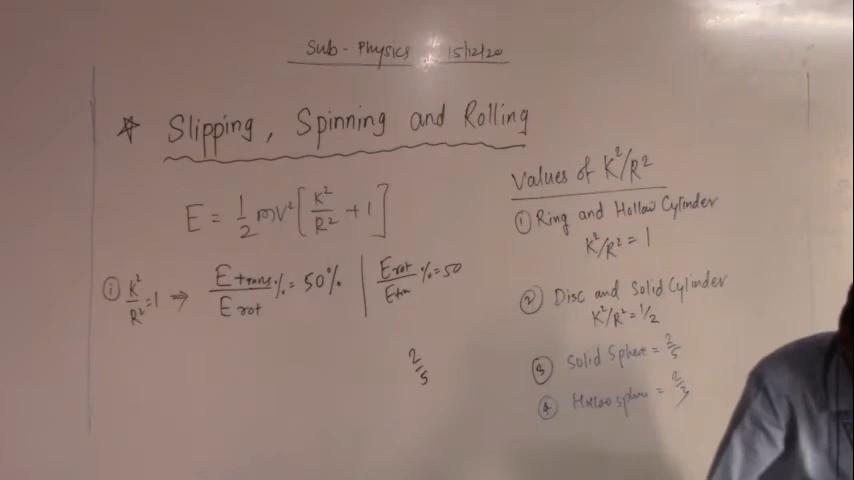 Sub - Physics 15/12/20
☆ Slipping, Spinning and Rolling
E = 1/2 mv² [K²/R² + 1]
① K²/R² = 1 ⇒ E trans/E rot % = 50% | E rot/E tra % = 50
2/5
Values of K²/R²
① Ring and Hollow Cylinder
K²/R² = 1
② Disc and Solid Cylinder
K²/R² = 1/2
③ Solid Sphere = 2/5
④ Hollow sphere = 2/3